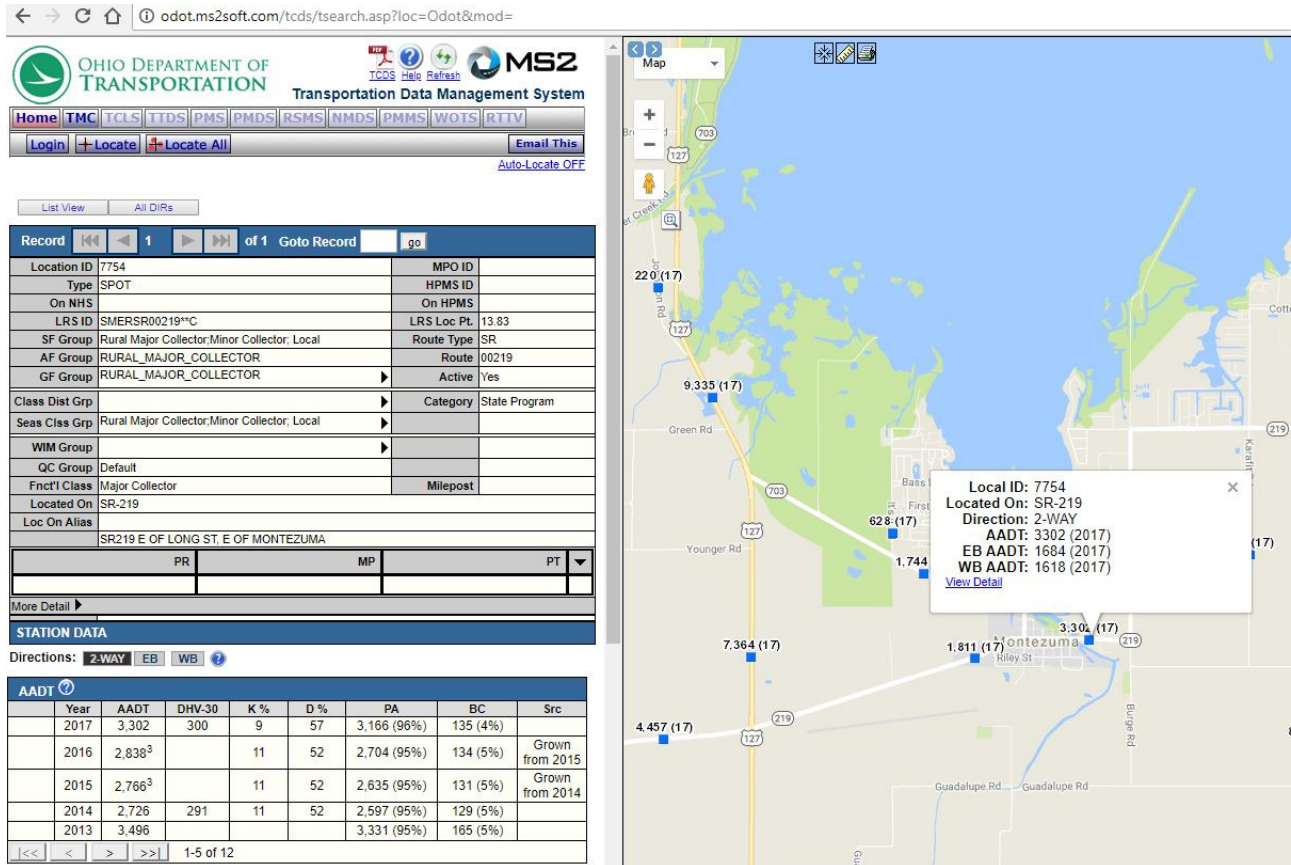 odot.ms2soft.com/tcds/tsearch.asp?loc=Odot&mod=
OHIO DEPARTMENT OF
TRANSPORTATION
TCDS Help Refresh
MS2
Transportation Data Management System
Home TMC TCLS TTDS PMS PMDS RSMS NMDS PMMS WOTS RTTV
Login Locate Locate All Email This
Auto-Locate OFF
List View All DIRs
Record 1 of 1 Goto Record go
Location ID 7754 MPO ID
Type SPOT HPMS ID
On NHS On HPMS
LRS ID SMERSR00219**C LRS Loc Pt. 13.83
SF Group Rural Major Collector;Minor Collector; Local Route Type SR
AF Group RURAL_MAJOR_COLLECTOR Route 00219
GF Group RURAL_MAJOR_COLLECTOR Active Yes
Class Dist Grp Category State Program
Seas Clss Grp Rural Major Collector;Minor Collector; Local
WIM Group
QC Group Default
Fnct'l Class Major Collector Milepost
Located On SR-219
Loc On Alias
SR219 E OF LONG ST, E OF MONTEZUMA
PR MP PT
More Detail
STATION DATA
Directions: 2-WAY EB WB
AADT
Year AADT DHV-30 K % D % PA BC Src
2017 3,302 300 9 57 3,166 (96%) 135 (4%)
2016 2,838³ 11 52 2,704 (95%) 134 (5%) Grown from 2015
2015 2,766³ 11 52 2,635 (95%) 131 (5%) Grown from 2014
2014 2,726 291 11 52 2,597 (95%) 129 (5%)
2013 3,496 3,331 (95%) 165 (5%)
|<< < > >>| 1-5 of 12
Map
703
127
220 (17)
127
9,335 (17)
Green Rd
219
703
Bass
First
628 (17)
127
Younger Rd
1,744
Local ID: 7754
Located On: SR-219
Direction: 2-WAY
AADT: 3302 (2017)
EB AADT: 1684 (2017)
WB AADT: 1618 (2017)
View Detail
(17)
7,364 (17)
1,811 (17)
Montezuma
3,302 (17)
219
Riley St
4,457 (17)
219
127
Burge Rd
Guadalupe Rd Guadalupe Rd